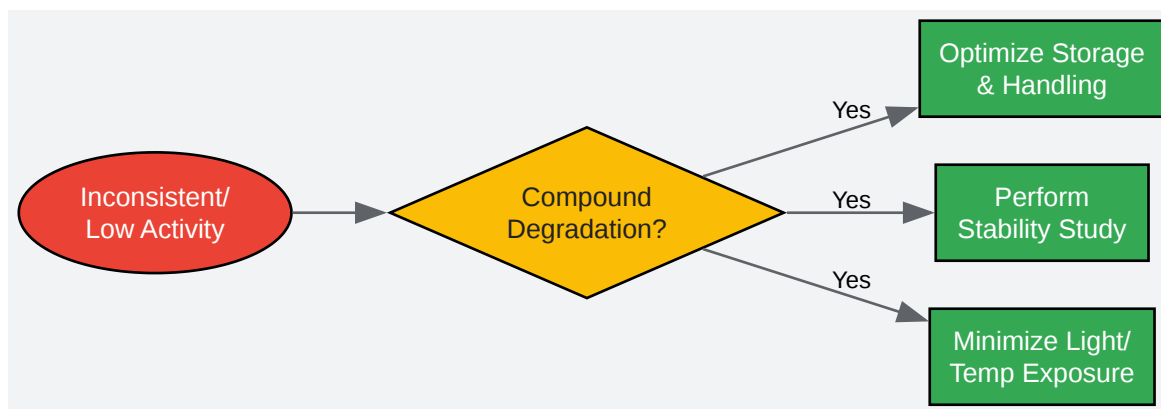 Inconsistent/
Low Activity
Compound
Degradation?
Yes
Optimize Storage
& Handling
Yes
Perform
Stability Study
Yes
Minimize Light/
Temp Exposure